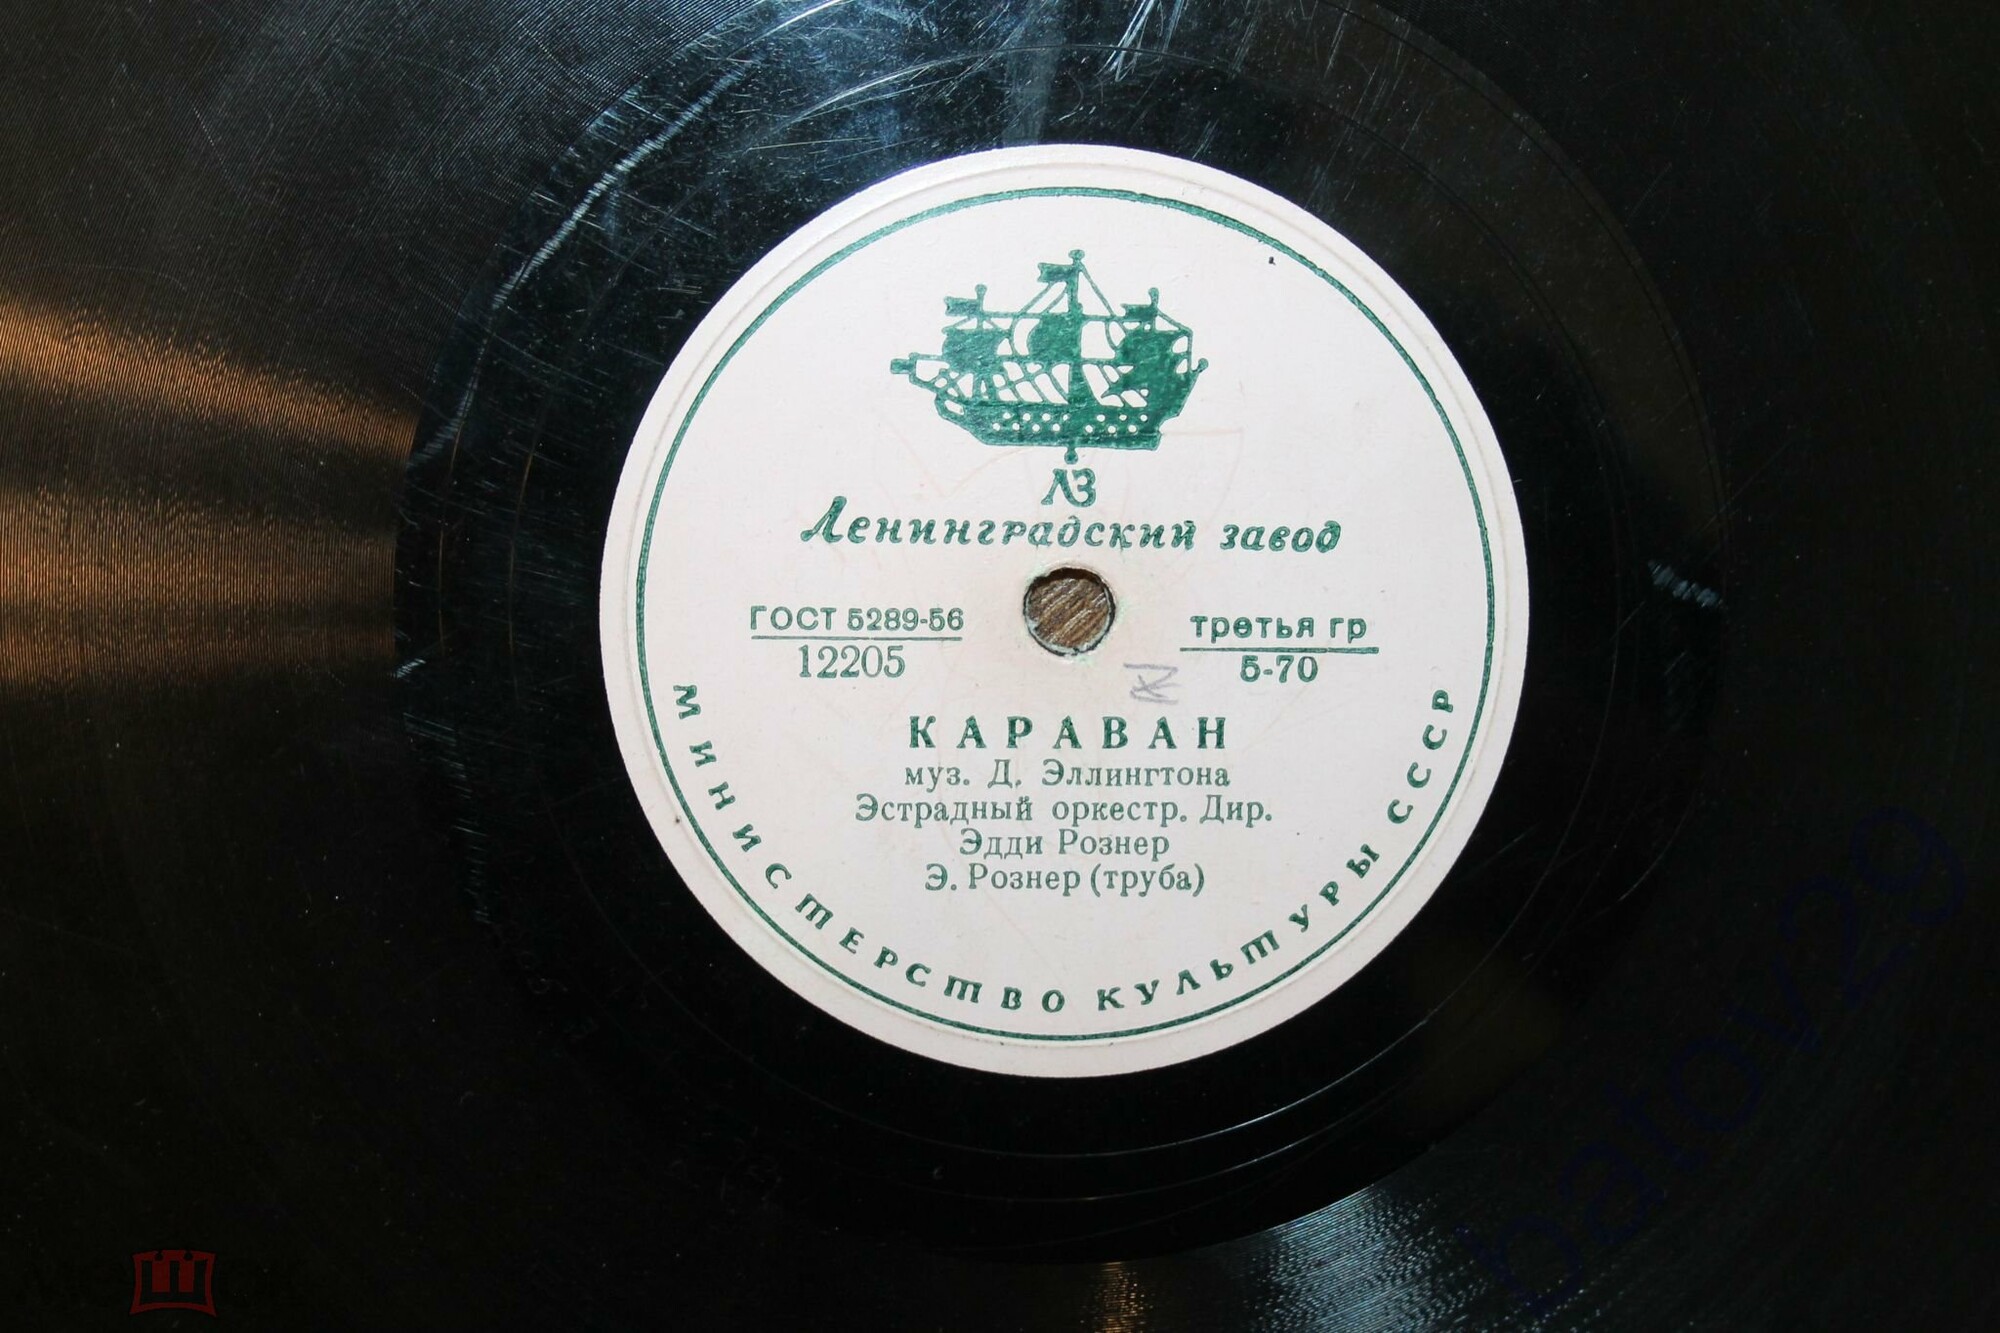 ЛЗ
Ленинградский завод
ГОСТ 5289-56
12205
третья гр
5-70
КАРАВАН
муз. Д. Эллингтона
Эстрадный оркестр. Дир.
Эдди Рознер
Э. Рознер (труба)
МИНИСТЕРСТВО КУЛЬТУРЫ СССР
batov29